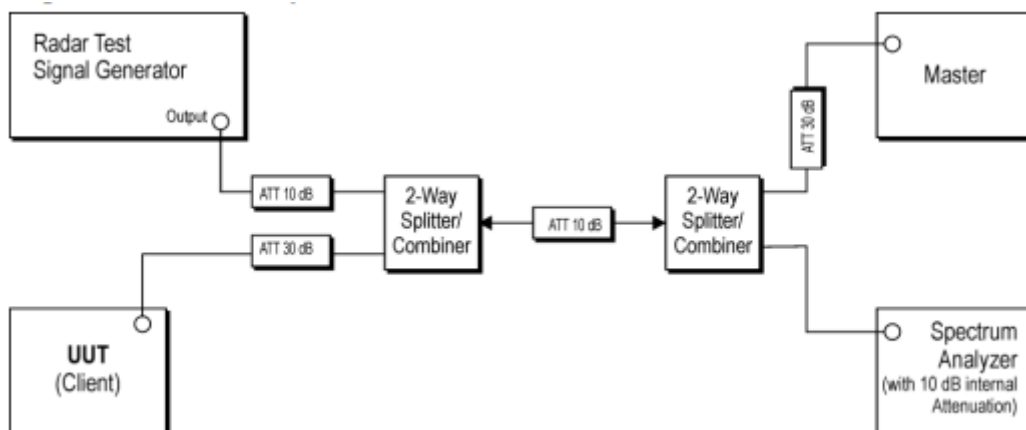 Radar Test
Signal Generator
Output
ATT 10 dB
ATT 30 dB
2-Way
Splitter/
Combiner
ATT 10 dB
2-Way
Splitter/
Combiner
ATT 30 dB
Master
UUT
(Client)
Spectrum
Analyzer
(with 10 dB internal
Attenuation)